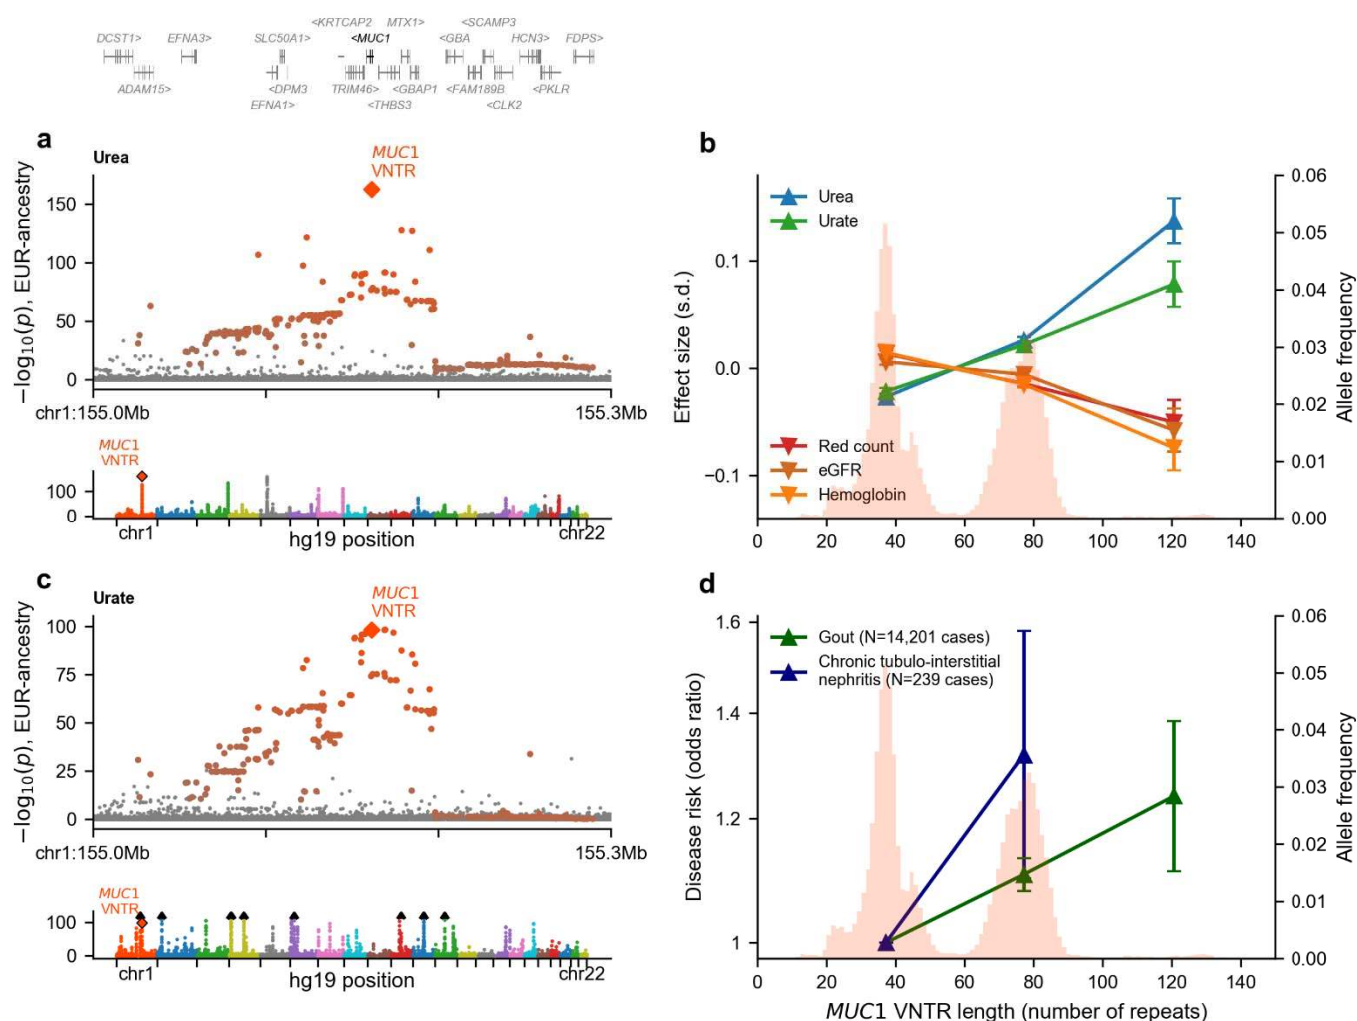 <KRTCAP2 MTX1> <SCAMP3
DCST1> EFNA3> SLC50A1> <MUC1 <GBA HCN3> FDPS>
ADAM15> <DPM3 TRIM46> <GBAP1 <FAM189B <PKLR
EFNA1> <THBS3 <CLK2
a
Urea
MUC1
VNTR
−log10(p), EUR-ancestry
150
100
50
0
chr1:155.0Mb 155.3Mb
MUC1
VNTR
100
0
chr1 chr22
hg19 position
b
Urea
Urate
Effect size (s.d.)
0.1
0.0
−0.1
Red count
eGFR
Hemoglobin
0.06
0.05
0.04
0.03
0.02
0.01
0.00
Allele frequency
0 20 40 60 80 100 120 140
c
Urate
MUC1
VNTR
−log10(p), EUR-ancestry
100
75
50
25
0
chr1:155.0Mb 155.3Mb
MUC1
VNTR
100
0
chr1 chr22
hg19 position
d
Gout (N=14,201 cases)
Chronic tubulo-interstitial
nephritis (N=239 cases)
Disease risk (odds ratio)
1.6
1.4
1.2
1
0.06
0.05
0.04
0.03
0.02
0.01
0.00
Allele frequency
0 20 40 60 80 100 120 140
MUC1 VNTR length (number of repeats)